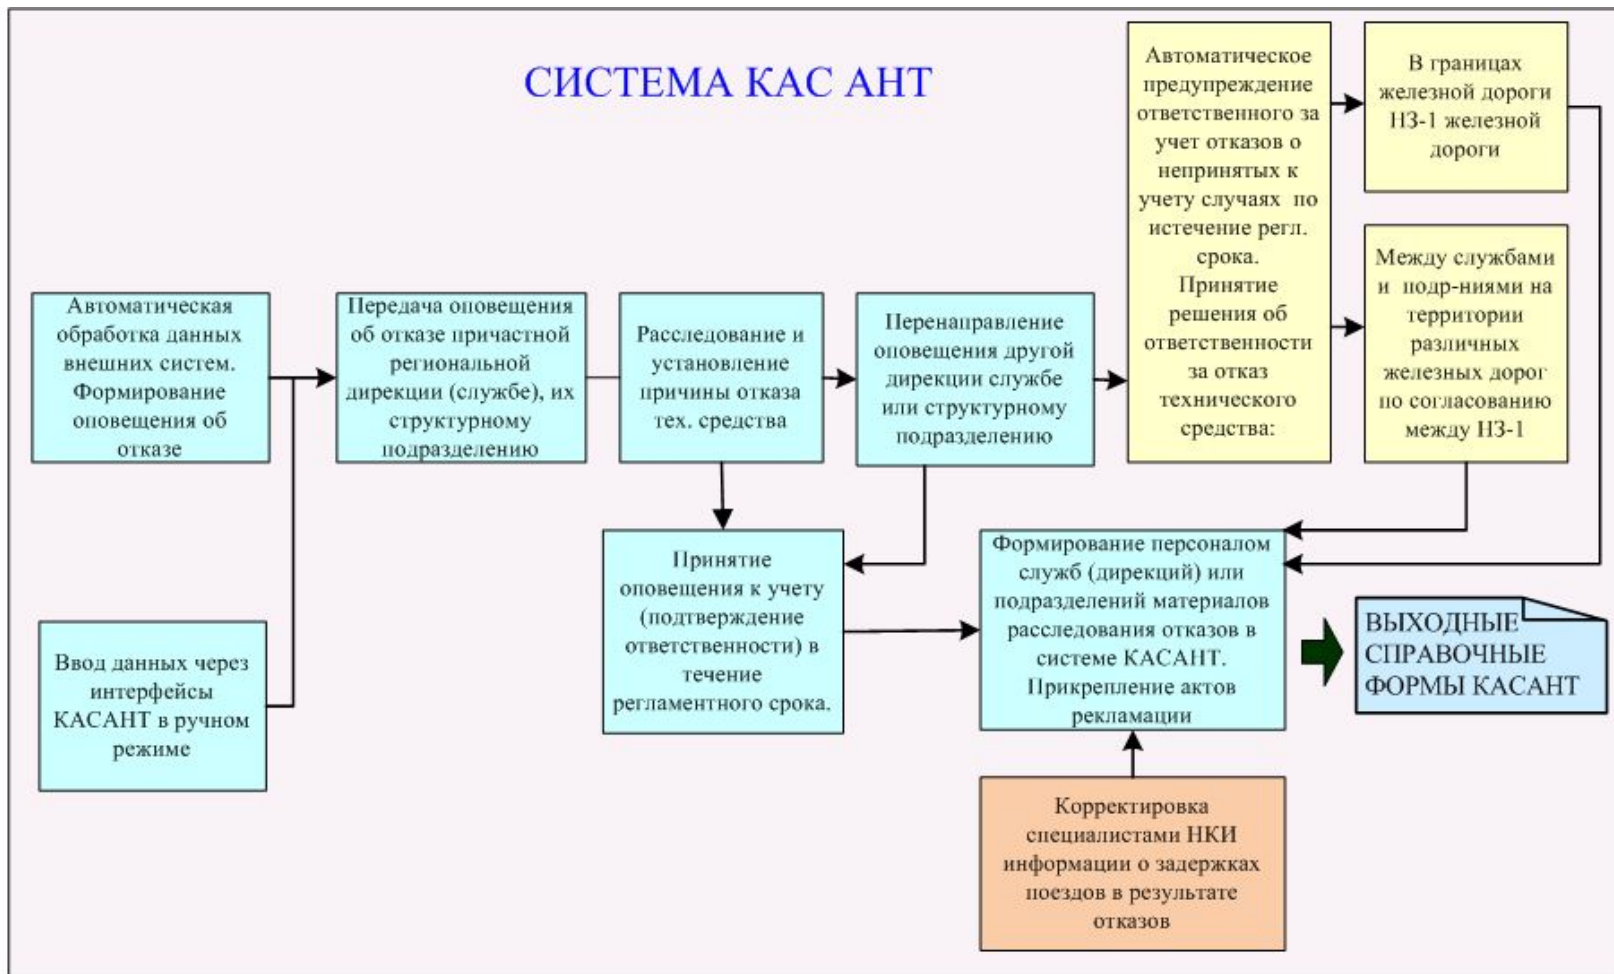 СИСТЕМА КАС АНТ
Автоматическая
обработка данных
внешних систем.
Формирование
оповещения об
отказе
Ввод данных через
интерфейсы
КАСАНТ в ручном
режиме
Передача оповещения
об отказе причастной
региональной
дирекции (службе), их
структурному
подразделению
Расследование и
установление
причины отказа
тех. средства
Перенаправление
оповещения другой
дирекции службе
или структурному
подразделению
Автоматическое
предупреждение
ответственного за
учет отказов о
непринятых к
учету случаях по
истечение регл.
срока.
Принятие
решения об
ответственности
за отказ
технического
средства:
В границах
железной дороги
НЗ-1 железной
дороги
Между службами
и подр-ниями на
территории
различных
железных дорог
по согласованию
между НЗ-1
Принятие
оповещения к учету
(подтверждение
ответственности) в
течение
регламентного срока.
Формирование персоналом
служб (дирекций) или
подразделений материалов
расследования отказов в
системе КАСАНТ.
Прикрепление актов
рекламации
ВЫХОДНЫЕ
СПРАВОЧНЫЕ
ФОРМЫ КАСАНТ
Корректировка
специалистами НКИ
информации о задержках
поездов в результате
отказов